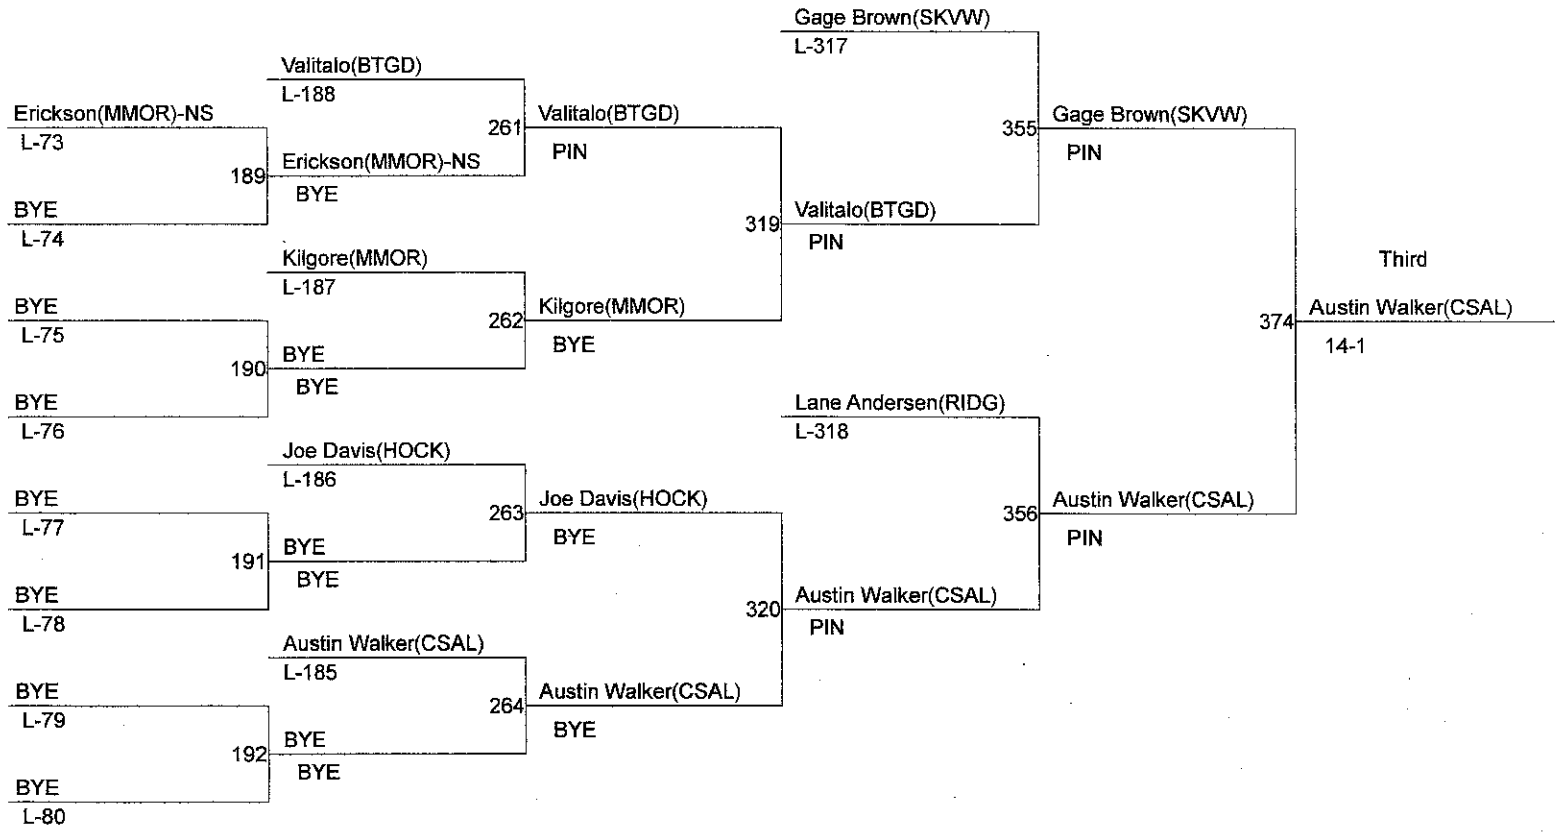 Gage Brown(SKVW)
L-317
Valitalo(BTGD)
L-188
Erickson(MMOR)-NS
L-73
261
Valitalo(BTGD)
PIN
355
Gage Brown(SKVW)
PIN
189
Erickson(MMOR)-NS
BYE
BYE
L-74
319
Valitalo(BTGD)
PIN
Kilgore(MMOR)
L-187
Third
BYE
L-75
262
Kilgore(MMOR)
BYE
374
Austin Walker(CSAL)
14-1
190
BYE
BYE
BYE
L-76
Lane Andersen(RIDG)
L-318
Joe Davis(HOCK)
L-186
BYE
L-77
263
Joe Davis(HOCK)
BYE
356
Austin Walker(CSAL)
PIN
191
BYE
BYE
BYE
L-78
320
Austin Walker(CSAL)
PIN
Austin Walker(CSAL)
L-185
BYE
L-79
264
Austin Walker(CSAL)
BYE
192
BYE
BYE
BYE
L-80